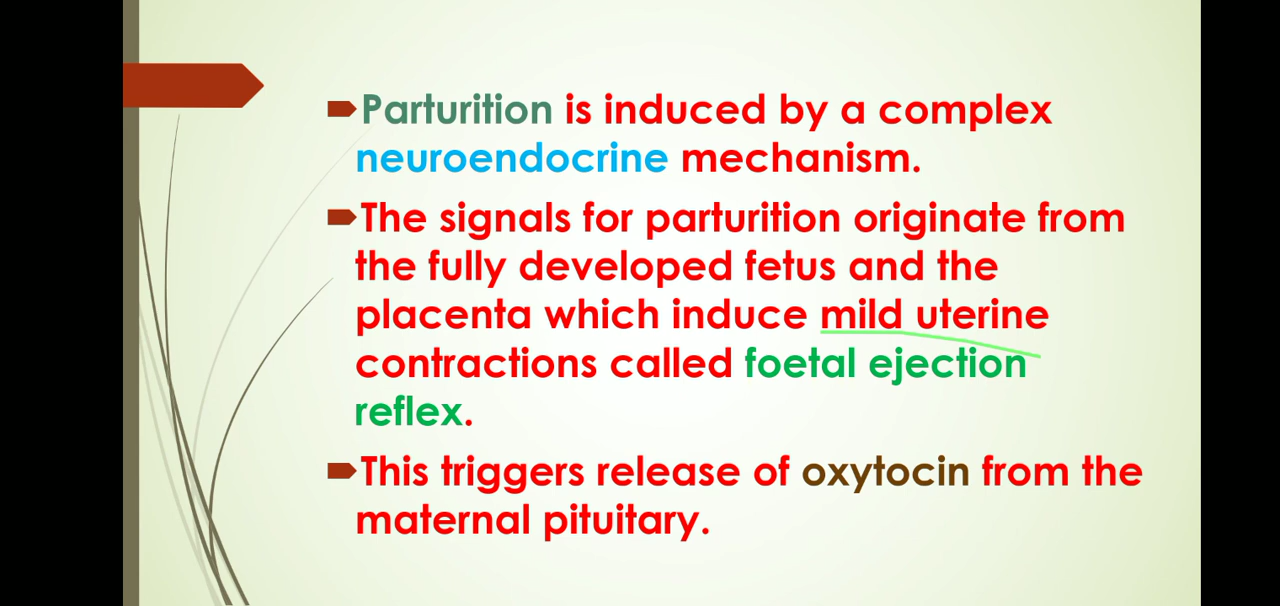 Parturition is induced by a complex
neuroendocrine mechanism.
The signals for parturition originate from
the fully developed fetus and the
placenta which induce mild uterine
contractions called foetal ejection
reflex.
This triggers release of oxytocin from the
maternal pituitary.